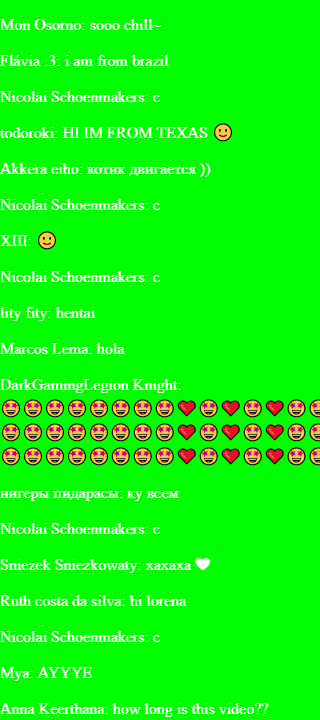 Mon Osorno: sooo chill~
Flávia :3: i am from brazil
Nicolai Schoenmakers: c
todoroki: HI IM FROM TEXAS 🙂
Akkera eiho: котик двигается ))
Nicolai Schoenmakers: c
XIII: 🙂
Nicolai Schoenmakers: c
lity fity: hentai
Marcos Lema: hola
DarkGamingLegion Knight:
🤩🤩🤩🤩🤩🤩🤩🤩❤🤩❤🤩❤🤩🤩
🤩🤩🤩🤩🤩🤩🤩🤩❤🤩❤🤩❤🤩🤩
🤩🤩🤩🤩🤩🤩🤩🤩❤🤩❤🤩❤🤩🤩
нигеры пидарасы: ку всем
Nicolai Schoenmakers: c
Sniezek Sniezkowaty: xaxaxa ♥
Ruth costa da silva: hi lorena
Nicolai Schoenmakers: c
Mya: AYYYE
Anna Keerthana: how long is this video??